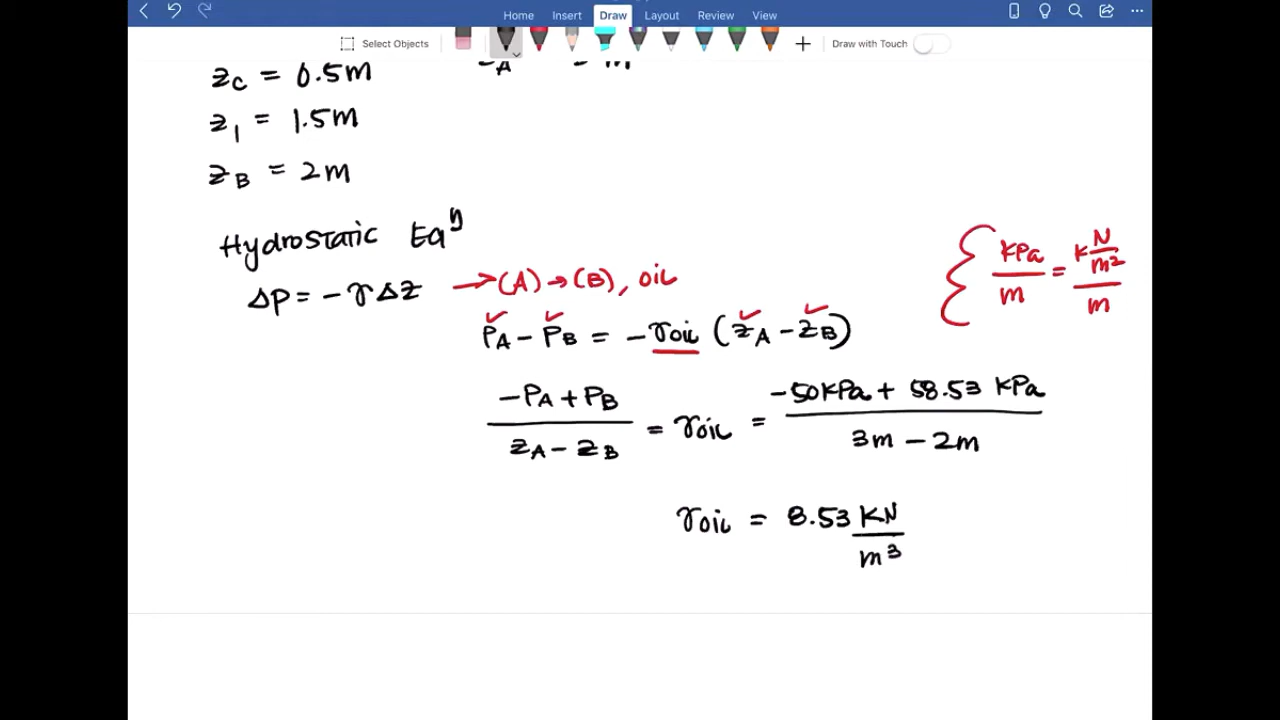 Home Insert Draw Layout Review View
Select Objects
Draw with Touch
z_C = 0.5m
z_1 = 1.5m
z_B = 2m
Hydrostatic Eqⁿ
ΔP = -γΔz → (A) → (B), oil
{ kPa/m = kN/m²/m
P_A - P_B = -γ_oil (z_A - z_B)
(-P_A + P_B)/(z_A - z_B) = γ_oil = (-50kPa + 58.53 kPa)/(3m - 2m)
γ_oil = 8.53 KN/m³